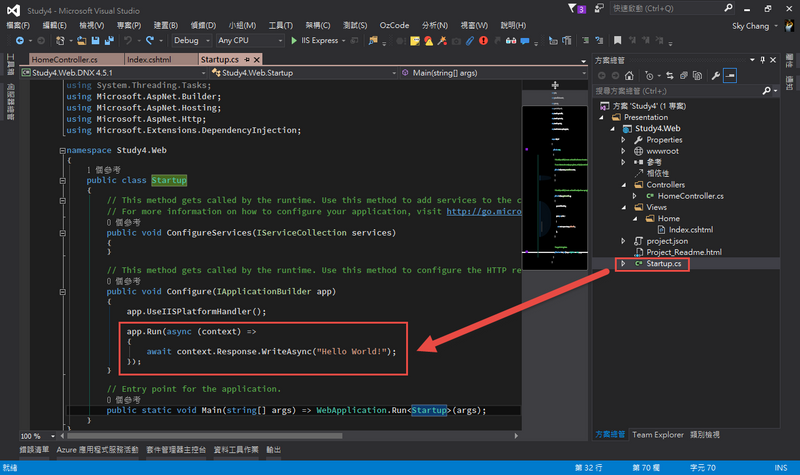 Study4 - Microsoft Visual Studio
3
快速啟動 (Ctrl+Q)
檔案(F) 編輯(E) 檢視(V) 專案(P) 建置(B) 偵錯(D) 小組(M) 工具(T) 架構(C) 測試(S) OzCode 分析(N) 視窗(W) 說明(H)
Sky Chang
Debug Any CPU IIS Express
工具箱
伺服器總管
HomeController.cs Index.cshtml Startup.cs
Study4.Web.DNX 4.5.1 Study4.Web.Startup Main(string[] args)
using System.Threading.Tasks;
using Microsoft.AspNet.Builder;
using Microsoft.AspNet.Hosting;
using Microsoft.AspNet.Http;
using Microsoft.Extensions.DependencyInjection;
namespace Study4.Web
{
1 個參考
public class Startup
{
// This method gets called by the runtime. Use this method to add services to the c
// For more information on how to configure your application, visit http://go.micro
0 個參考
public void ConfigureServices(IServiceCollection services)
{
}
// This method gets called by the runtime. Use this method to configure the HTTP re
0 個參考
public void Configure(IApplicationBuilder app)
{
app.UseIISPlatformHandler();
app.Run(async (context) =>
{
await context.Response.WriteAsync("Hello World!");
});
}
// Entry point for the application.
0 個參考
public static void Main(string[] args) => WebApplication.Run<Startup>(args);
}
}
100 %
方案總管
搜尋方案總管 (Ctrl+;)
方案 'Study4' (1 專案)
Presentation
Study4.Web
Properties
wwwroot
參考
相依性
Controllers
HomeController.cs
Views
Home
Index.cshtml
project.json
Project_Readme.html
Startup.cs
方案總管 Team Explorer 類別檢視
屬性
通知
錯誤清單 Azure 應用程式服務活動 套件管理器主控台 資料工具作業 輸出
就緒 第 32 行 第 70 欄 字元 70 INS